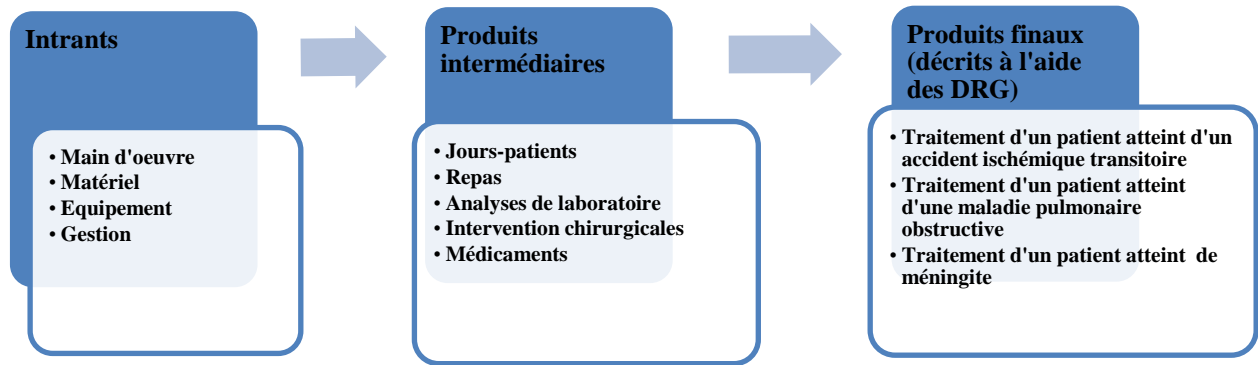 Intrants
• Main d'oeuvre
• Matériel
• Equipement
• Gestion
Produits
intermédiaires
• Jours-patients
• Repas
• Analyses de laboratoire
• Intervention chirurgicales
• Médicaments
Produits finaux
(décrits à l'aide
des DRG)
• Traitement d'un patient atteint d'un
accident ischémique transitoire
• Traitement d'un patient atteint
d'une maladie pulmonaire
obstructive
• Traitement d'un patient atteint de
méningite